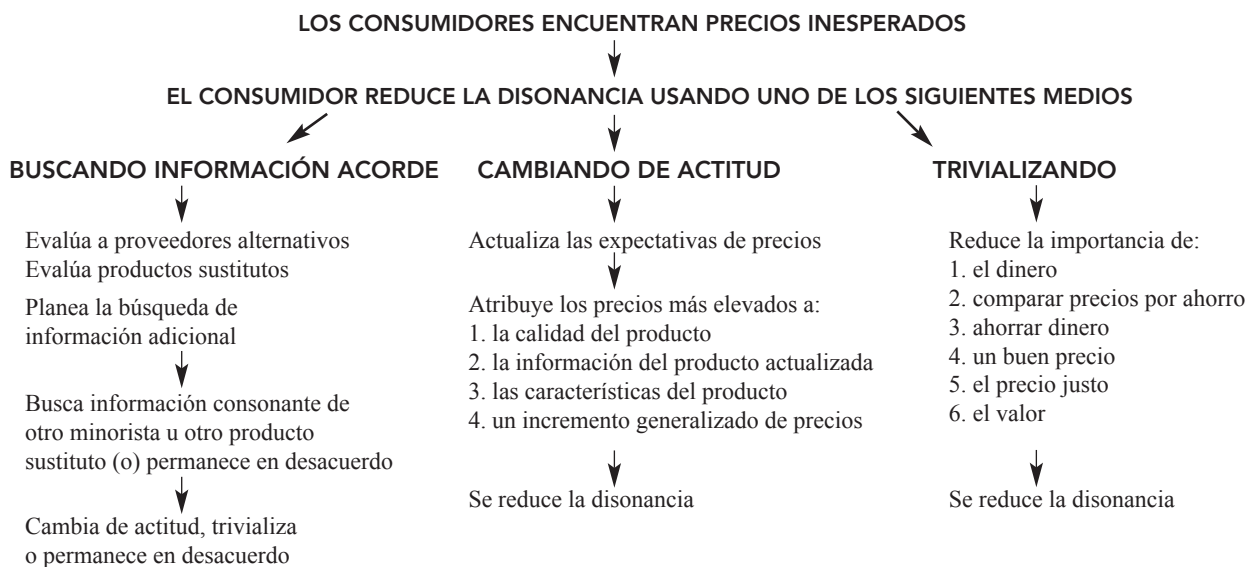 LOS CONSUMIDORES ENCUENTRAN PRECIOS INESPERADOS
EL CONSUMIDOR REDUCE LA DISONANCIA USANDO UNO DE LOS SIGUIENTES MEDIOS
BUSCANDO INFORMACIÓN ACORDE
Evalúa a proveedores alternativos
Evalúa productos sustitutos
Planea la búsqueda de
información adicional
Busca información consonante de
otro minorista u otro producto
sustituto (o) permanece en desacuerdo
Cambia de actitud, trivializa
o permanece en desacuerdo
CAMBIANDO DE ACTITUD
Actualiza las expectativas de precios
Atribuye los precios más elevados a:
1. la calidad del producto
2. la información del producto actualizada
3. las características del producto
4. un incremento generalizado de precios
Se reduce la disonancia
TRIVIALIZANDO
Reduce la importancia de:
1. el dinero
2. comparar precios por ahorro
3. ahorrar dinero
4. un buen precio
5. el precio justo
6. el valor
Se reduce la disonancia